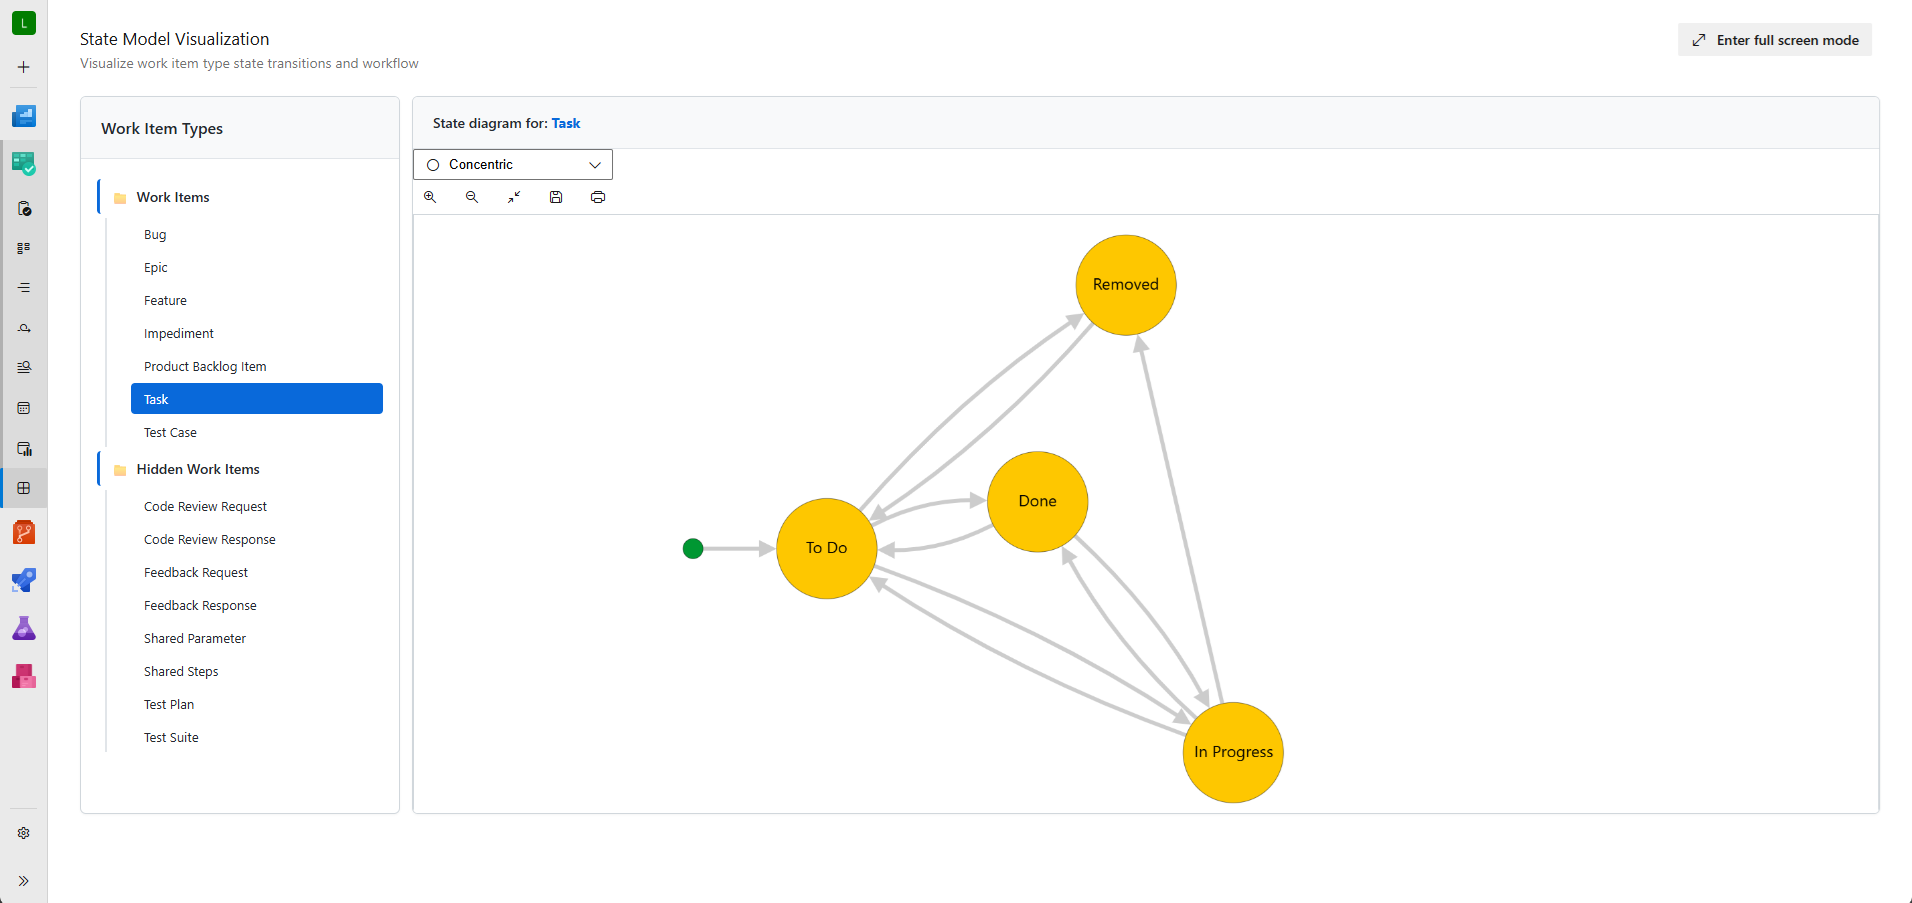 L
State Model Visualization
Visualize work item type state transitions and workflow
Enter full screen mode
Work Item Types
Work Items
Bug
Epic
Feature
Impediment
Product Backlog Item
Task
Test Case
Hidden Work Items
Code Review Request
Code Review Response
Feedback Request
Feedback Response
Shared Parameter
Shared Steps
Test Plan
Test Suite
State diagram for: Task
Concentric
Removed
Done
To Do
In Progress